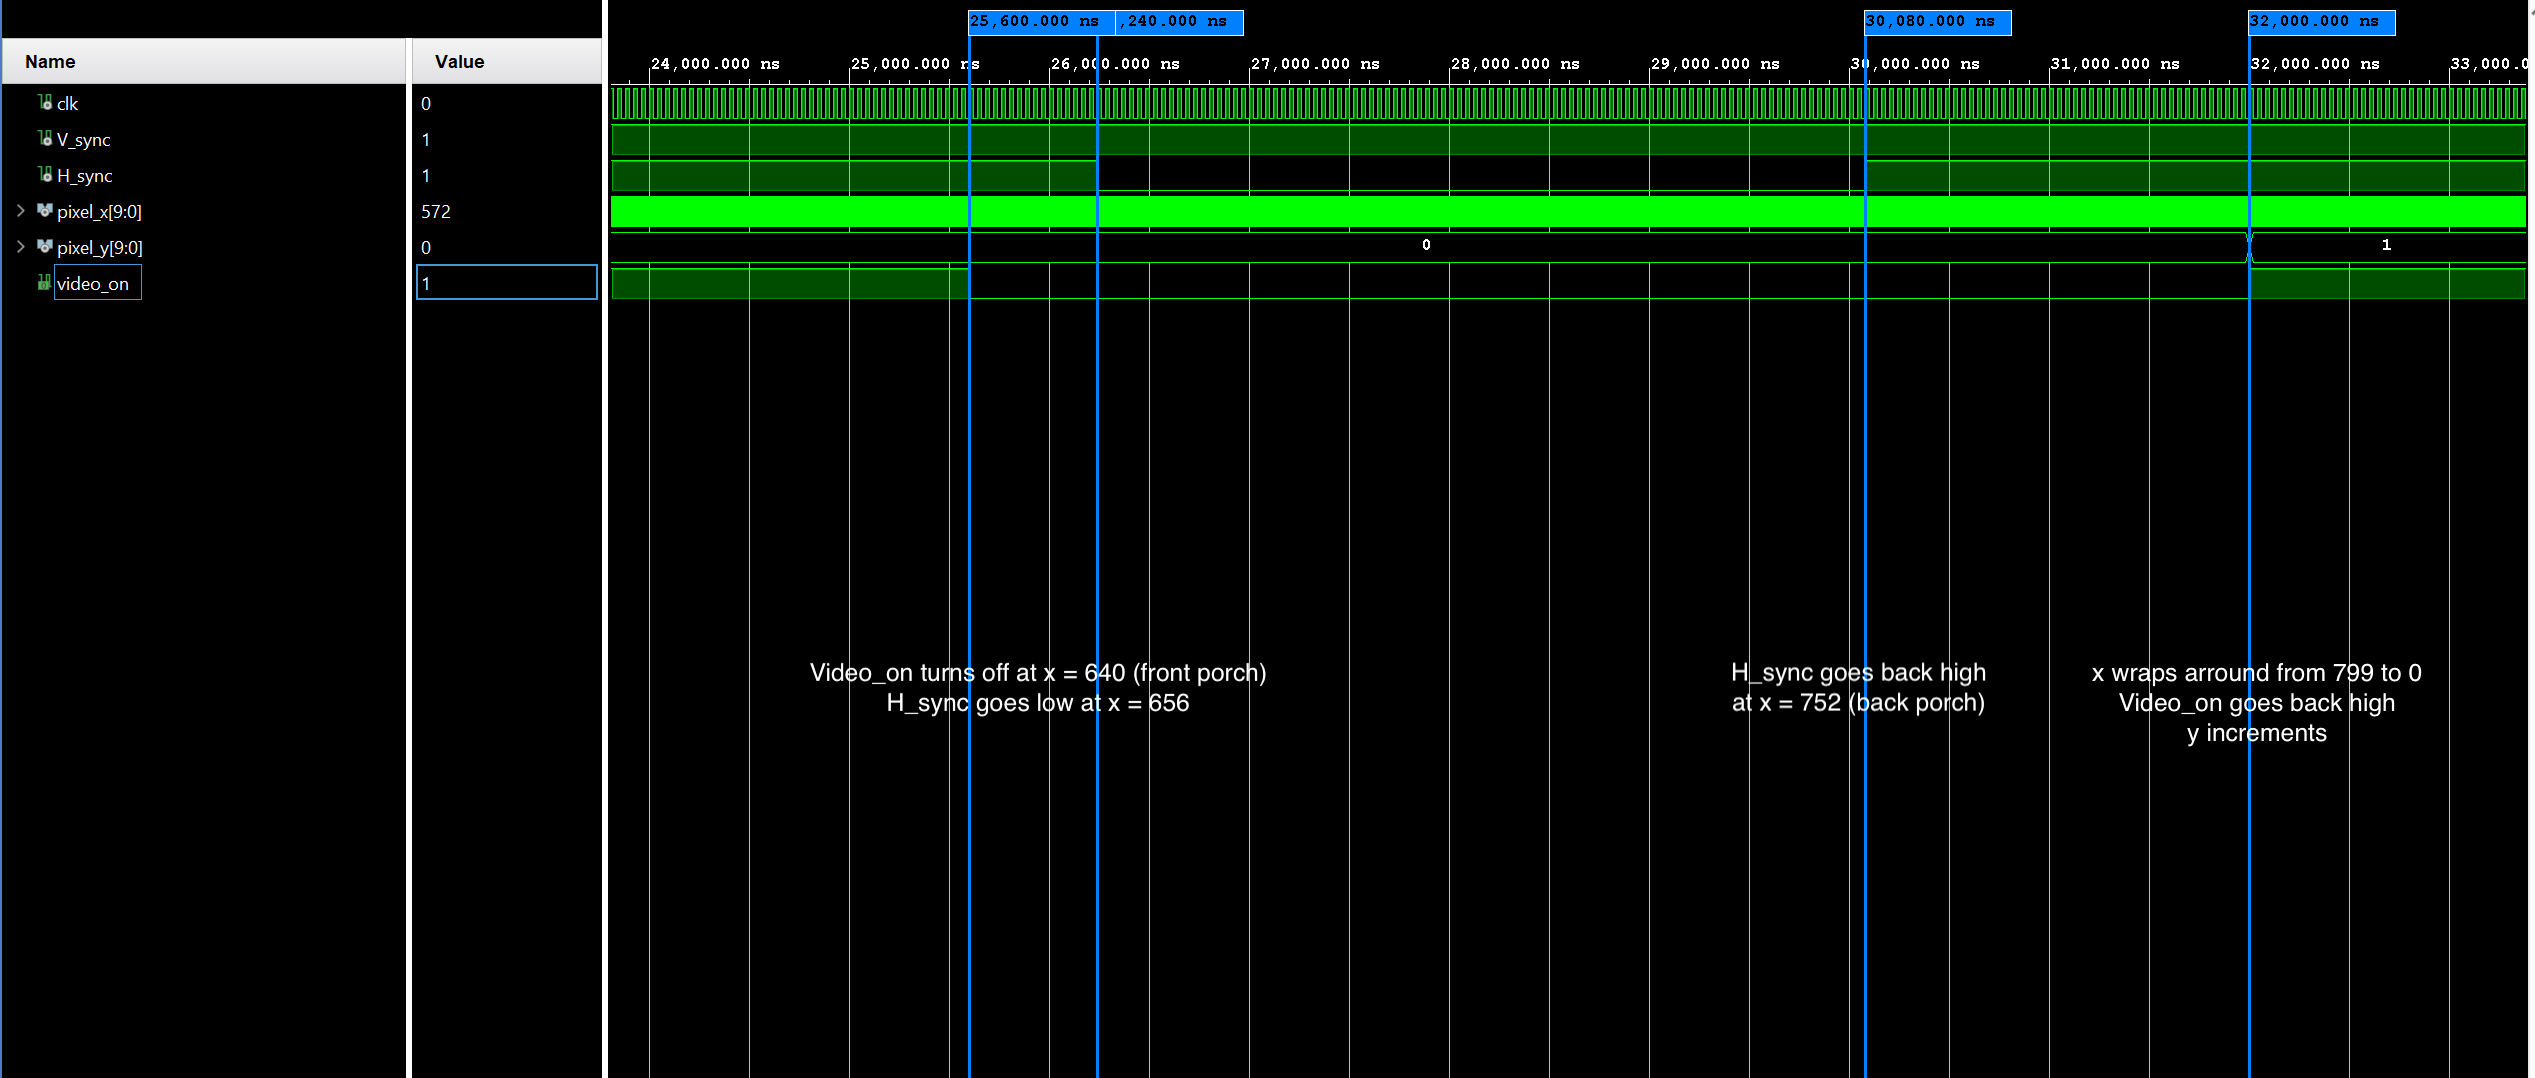 25,600.000 ns ,240.000 ns 30,080.000 ns 32,000.000 ns
Name Value
24,000.000 ns 25,000.000 ns 26,000.000 ns 27,000.000 ns 28,000.000 ns 29,000.000 ns 30,000.000 ns 31,000.000 ns 32,000.000 ns 33,000.0
clk 0
V_sync 1
H_sync 1
pixel_x[9:0] 572
pixel_y[9:0] 0 0 1
video_on 1
Video_on turns off at x = 640 (front porch)
H_sync goes low at x = 656
H_sync goes back high
at x = 752 (back porch)
x wraps arround from 799 to 0
Video_on goes back high
y increments